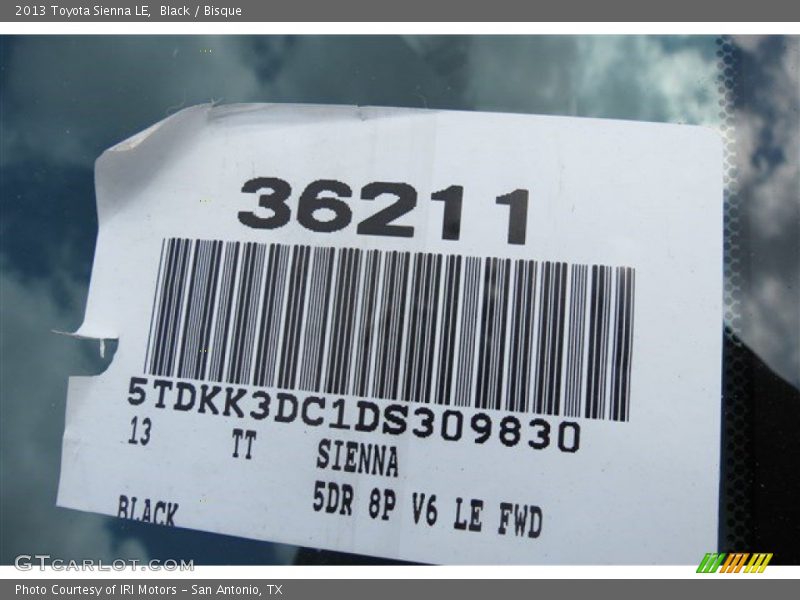 2013 Toyota Sienna LE, Black / Bisque
36211
5TDKK3DC1DS309830
13 TT SIENNA
5DR 8P V6 LE FWD
BLACK
GTCARLOT.COM
Photo Courtesy of IRI Motors – San Antonio, TX